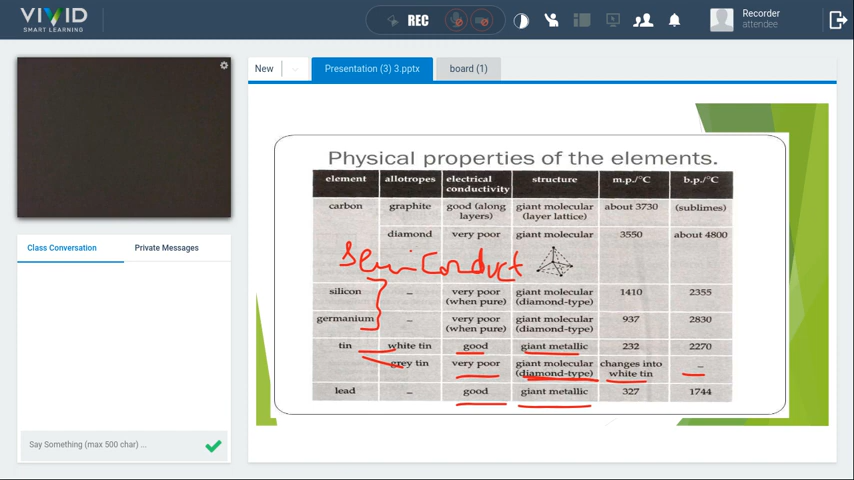 VIVID
SMART LEARNING
REC
Recorder
attendee
New
Presentation (3) 3.pptx
board (1)
Class Conversation
Private Messages
Say Something (max 500 char) ...
Physical properties of the elements.
element allotropes electrical conductivity structure m.p./°C b.p./°C
carbon graphite good (along layers) giant molecular (layer lattice) about 3730 (sublimes)
diamond very poor giant molecular 3550 about 4800
Semiconduct
silicon – very poor (when pure) giant molecular (diamond-type) 1410 2355
germanium – very poor (when pure) giant molecular (diamond-type) 937 2830
tin white tin good giant metallic 232 2270
grey tin very poor giant molecular (diamond-type) changes into white tin –
lead – good giant metallic 327 1744